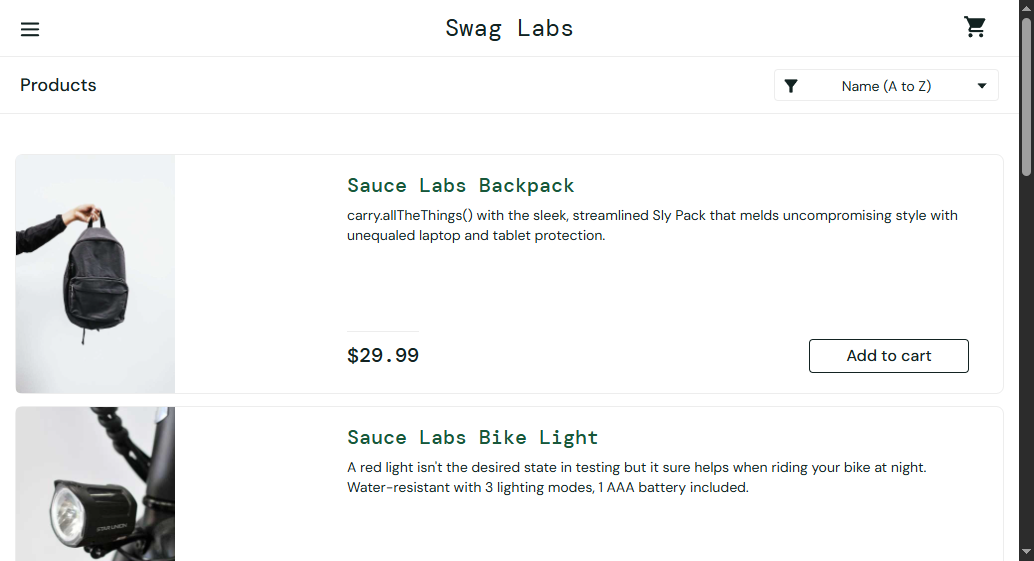 Swag Labs
Products
Name (A to Z)
Sauce Labs Backpack
carry.allTheThings() with the sleek, streamlined Sly Pack that melds uncompromising style with
unequaled laptop and tablet protection.
$29.99
Add to cart
Sauce Labs Bike Light
A red light isn't the desired state in testing but it sure helps when riding your bike at night.
Water-resistant with 3 lighting modes, 1 AAA battery included.